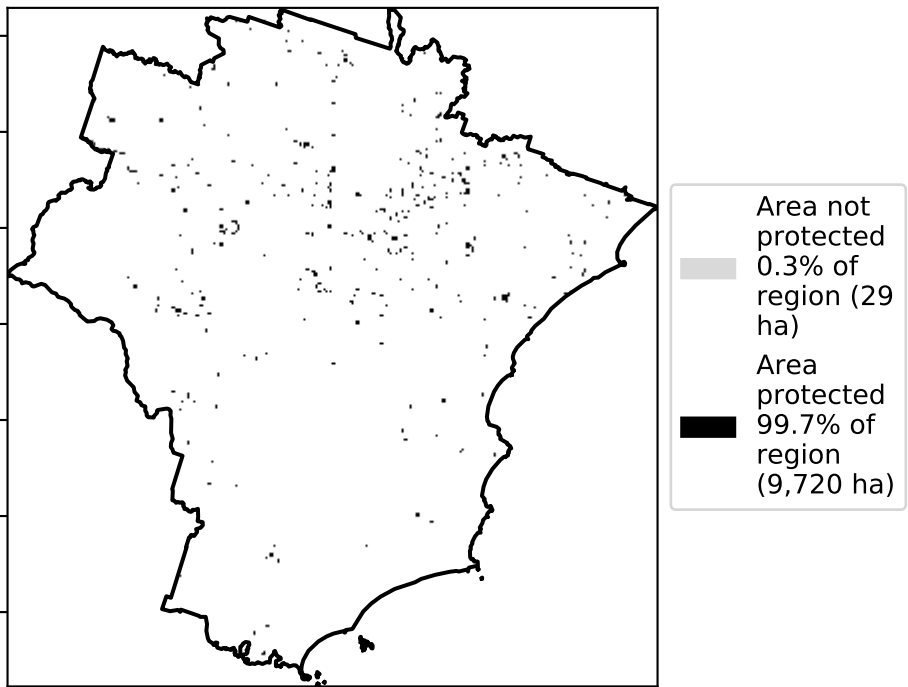 Area not
protected
0.3% of
region (29
ha)
Area
protected
99.7% of
region
(9,720 ha)